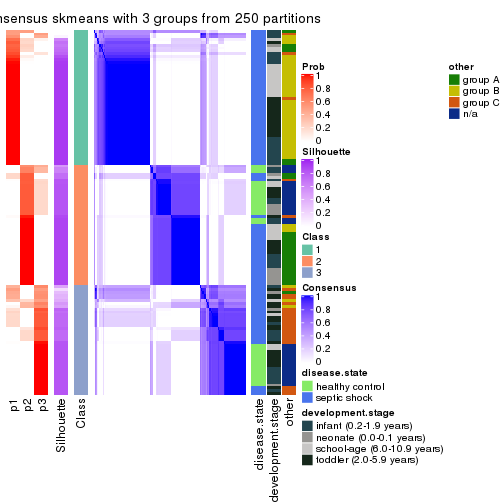 nsensus skmeans with 3 groups from 250 partitions
Prob
1
0.8
0.6
0.4
0.2
0
Silhouette
1
0.8
0.6
0.4
0.2
0
Class
1
2
3
Consensus
1
0.8
0.6
0.4
0.2
0
disease.state
healthy control
septic shock
development.stage
infant (0.2-1.9 years)
neonate (0.0-0.1 years)
school-age (6.0-10.9 years)
toddler (2.0-5.9 years)
other
group A
group B
group C
n/a
p1
p2
p3
Silhouette
Class
disease.state
development.stage
other